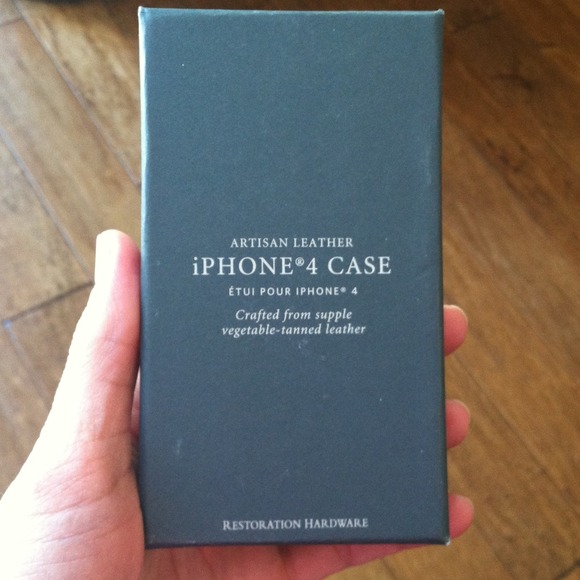 ARTISAN LEATHER
iPHONE®4 CASE
ÉTUI POUR IPHONE® 4
Crafted from supple
vegetable-tanned leather
RESTORATION HARDWARE